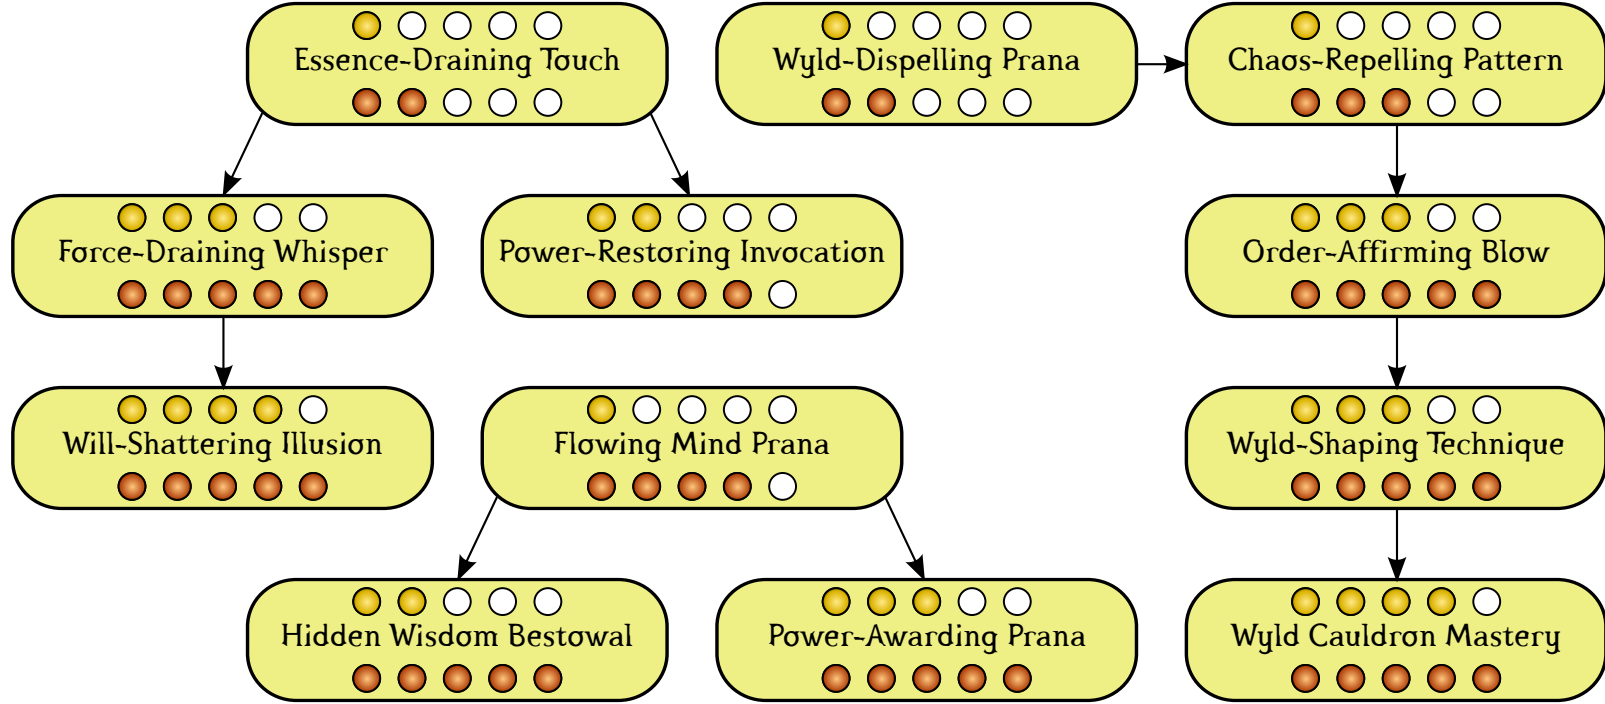 Essence-Draining Touch
Wyld-Dispelling Prana
Chaos-Repelling Pattern
Force-Draining Whisper
Power-Restoring Invocation
Order-Affirming Blow
Will-Shattering Illusion
Flowing Mind Prana
Wyld-Shaping Technique
Hidden Wisdom Bestowal
Power-Awarding Prana
Wyld Cauldron Mastery